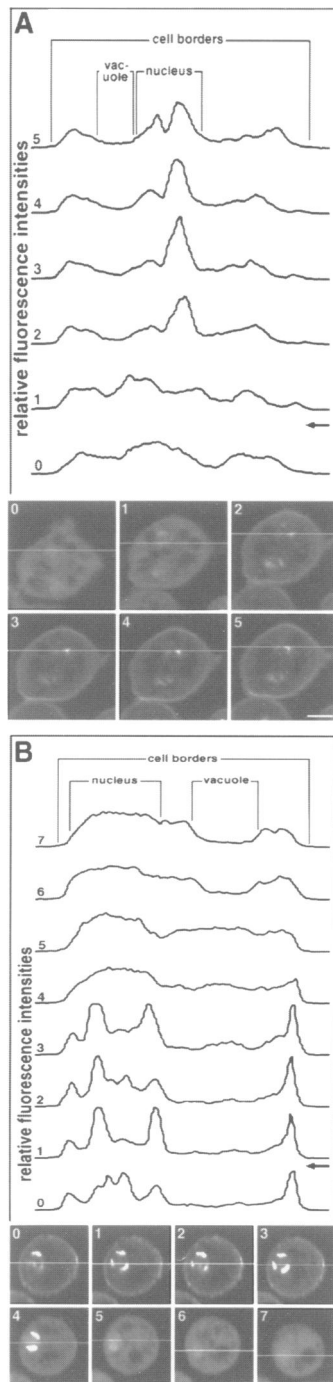 A
cell borders
vac-
uole
nucleus
relative fluorescence intensities
5
4
3
2
1
0
0
1
2
3
4
5
B
cell borders
nucleus
vacuole
relative fluorescence intensities
7
6
5
4
3
2
1
0
0
1
2
3
4
5
6
7